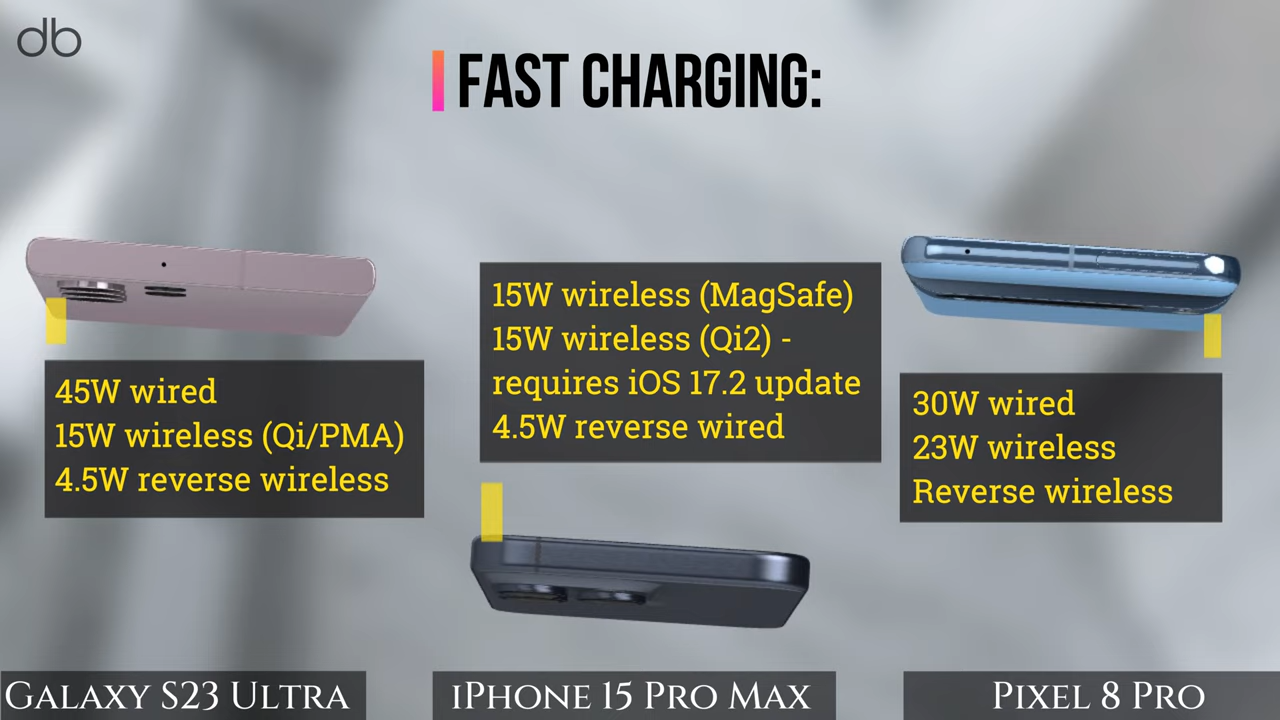 db
FAST CHARGING:
45W wired
15W wireless (Qi/PMA)
4.5W reverse wireless
15W wireless (MagSafe)
15W wireless (Qi2) -
requires iOS 17.2 update
4.5W reverse wired
30W wired
23W wireless
Reverse wireless
GALAXY S23 ULTRA
iPHONE 15 PRO MAX
PIXEL 8 PRO